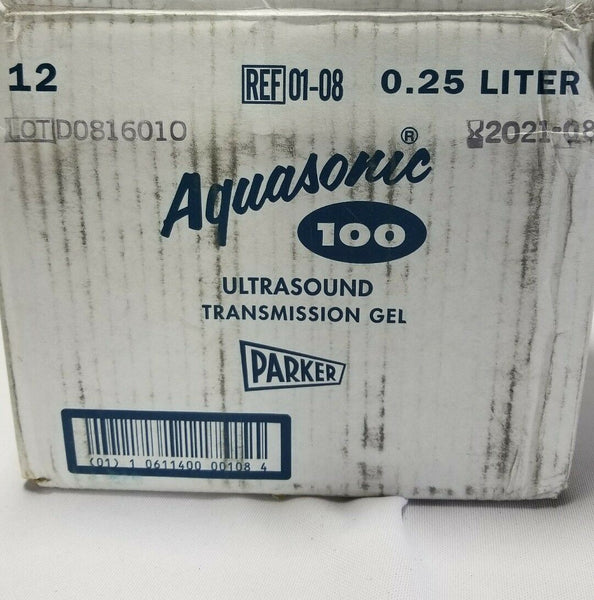 12 REF 01-08 0.25 LITER
LOT D0816010 2021-08
Aquasonic®
100
ULTRASOUND
TRANSMISSION GEL
PARKER
(01) 1 0611400 00108 4